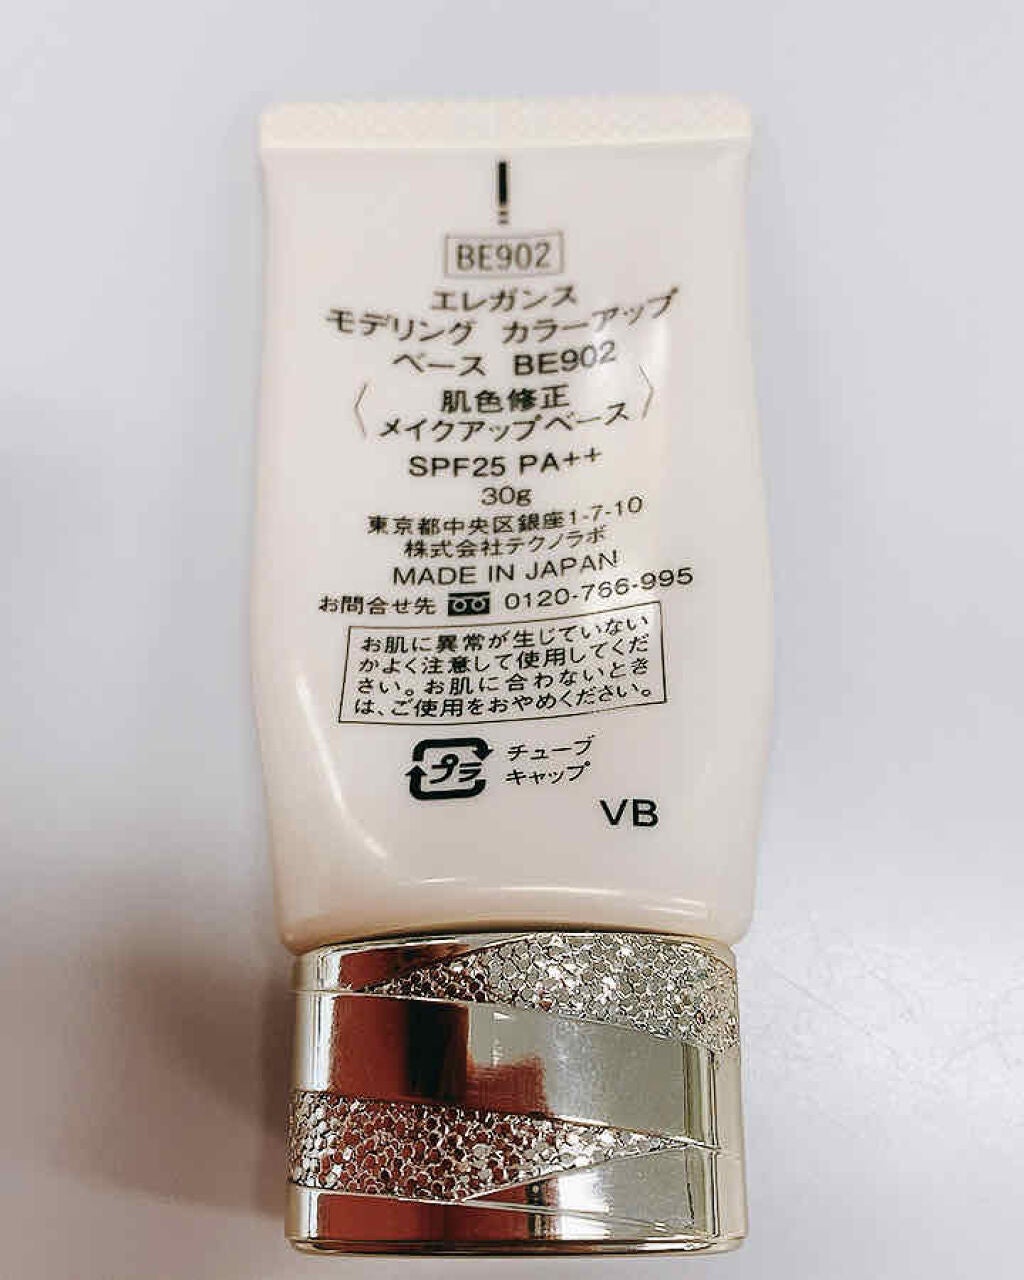 BE902
エレガンス
モデリング カラーアップ
ベース BE902
〈肌色修正
メイクアップベース〉
SPF25 PA++
30g
東京都中央区銀座1-7-10
株式会社テクノラボ
MADE IN JAPAN
お問合せ先 0120-766-995
お肌に異常が生じていない
かよく注意して使用してくだ
さい。お肌に合わないとき
は、ご使用をおやめください。
プラ チューブ
キャップ
VB